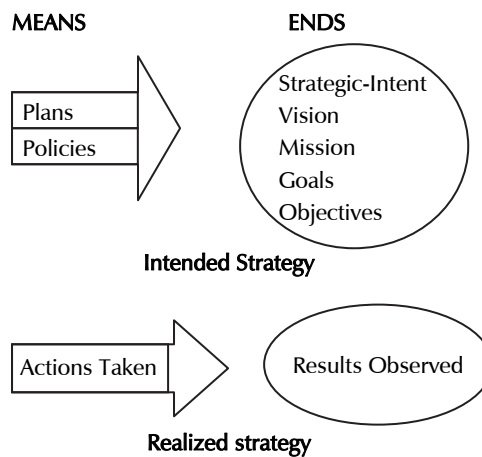 MEANS
ENDS
Plans
Policies
Strategic-Intent
Vision
Mission
Goals
Objectives
Intended Strategy
Actions Taken
Results Observed
Realized strategy